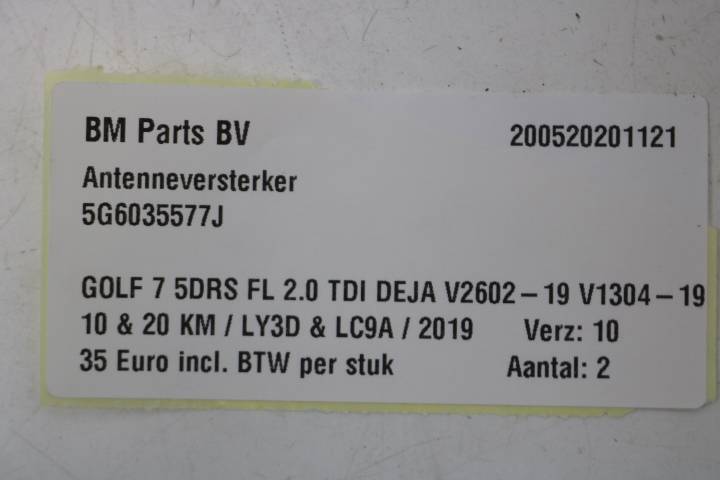 BM Parts BV 200520201121
Antenneversterker
5G6035577J
GOLF 7 5DRS FL 2.0 TDI DEJA V2602-19 V1304-19
10 & 20 KM / LY3D & LC9A / 2019 Verz: 10
35 Euro incl. BTW per stuk Aantal: 2